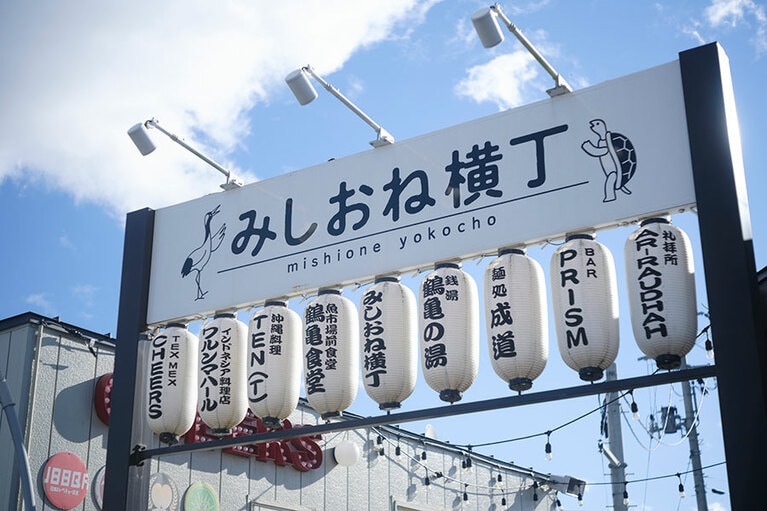 みしおね横丁
mishione yokocho
TEX MEX
CHEERS
インドネシア料理店
ワルンマハール
沖縄料理
TEN(T)
魚市場前食堂
鶴亀食堂
みしおね横丁
銭湯
鶴亀の湯
麺処
成道
BAR
PRISM
礼拝所
AR-RAUDHAH